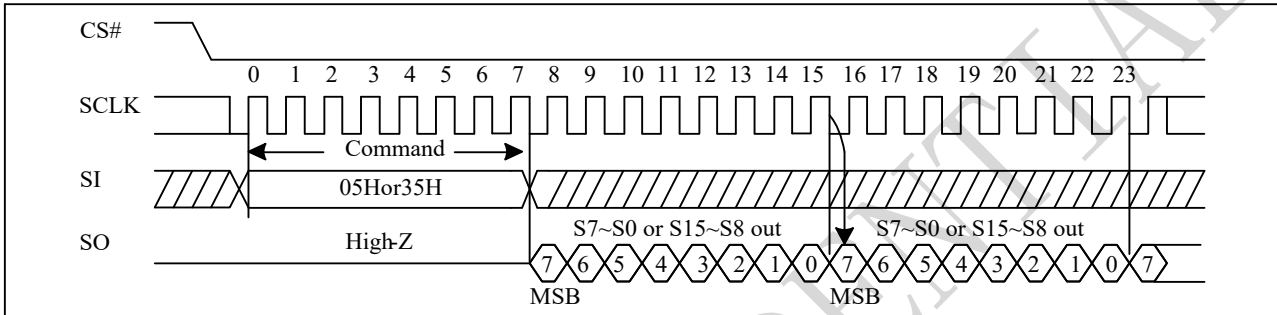 CS#
0 1 2 3 4 5 6 7 8 9 10 11 12 13 14 15 16 17 18 19 20 21 22 23
SCLK
Command
SI
05Hor35H
S7~S0 or S15~S8 out S7~S0 or S15~S8 out
SO
High-Z
7 6 5 4 3 2 1 0 7 6 5 4 3 2 1 0 7
MSB MSB